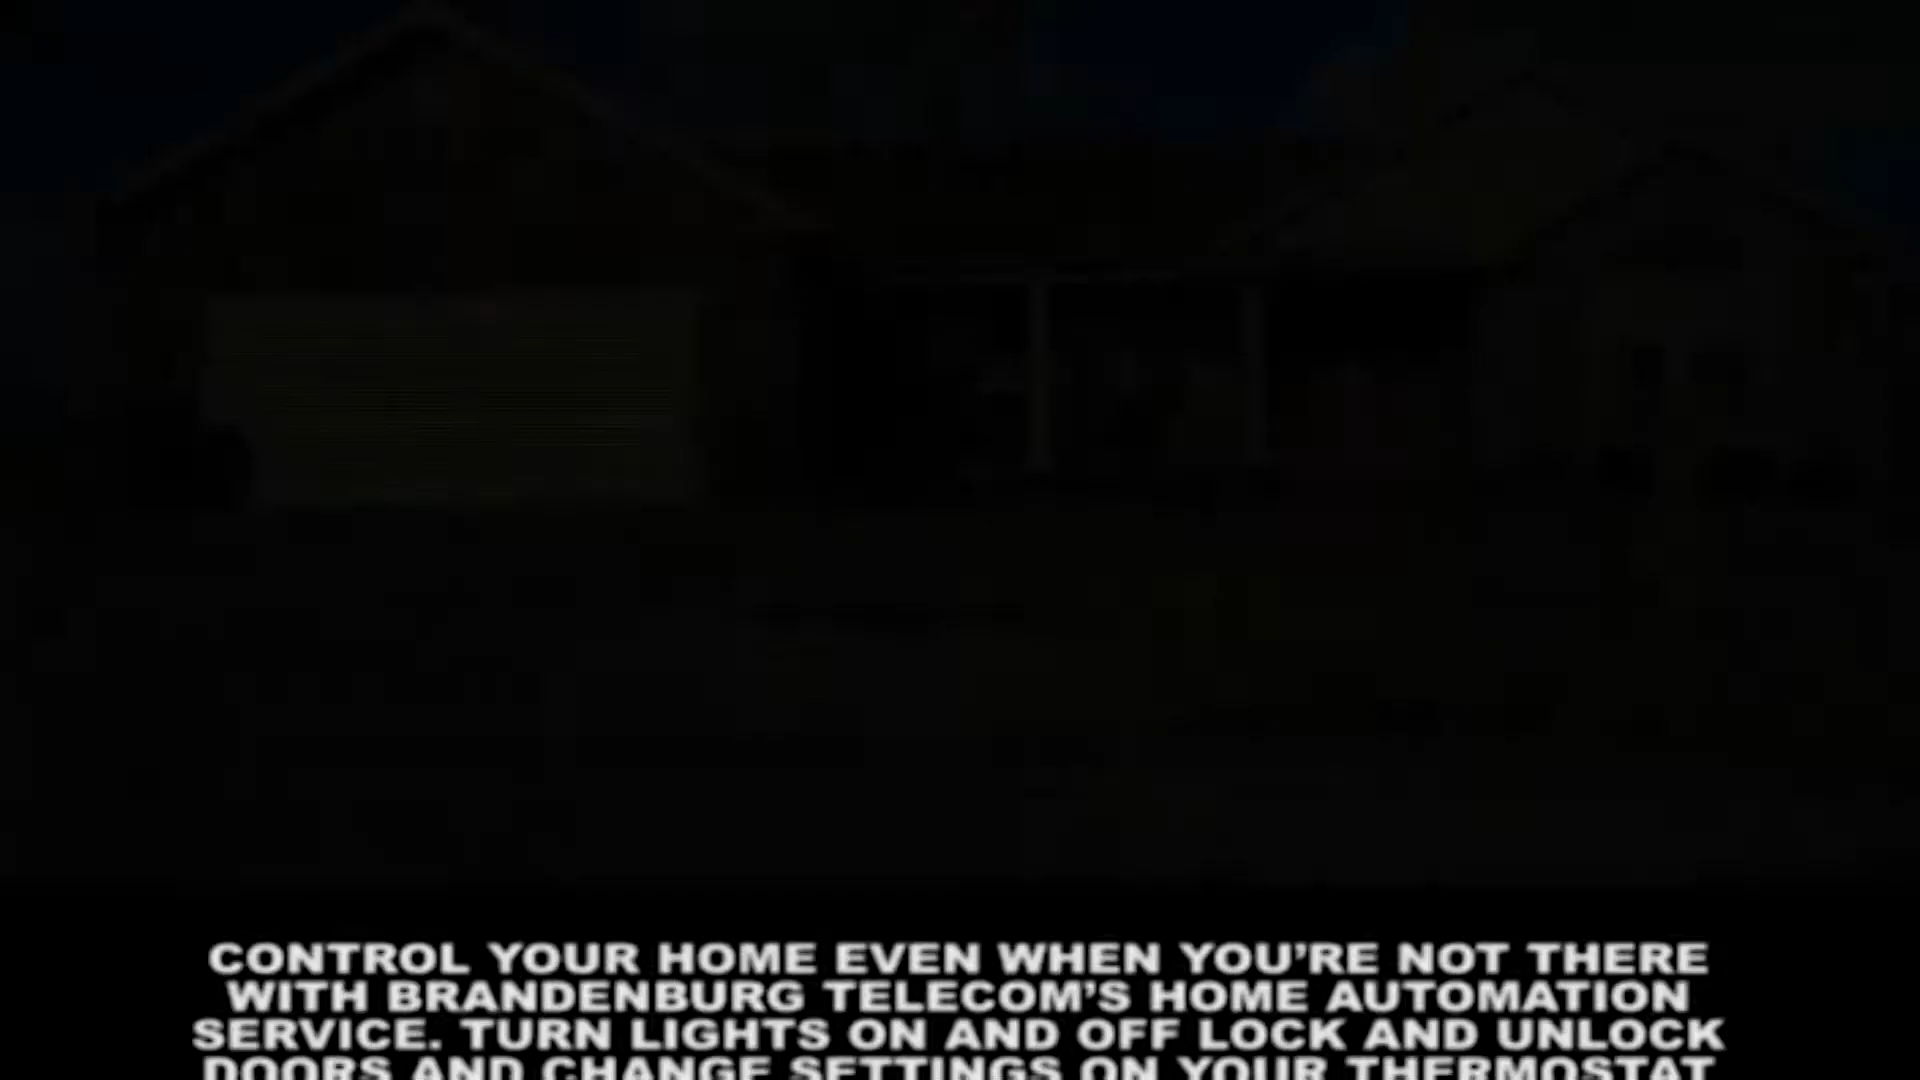 CONTROL YOUR HOME EVEN WHEN YOU'RE NOT THERE
WITH BRANDENBURG TELECOM'S HOME AUTOMATION
SERVICE. TURN LIGHTS ON AND OFF LOCK AND UNLOCK
DOORS AND CHANGE SETTINGS ON YOUR THERMOSTAT